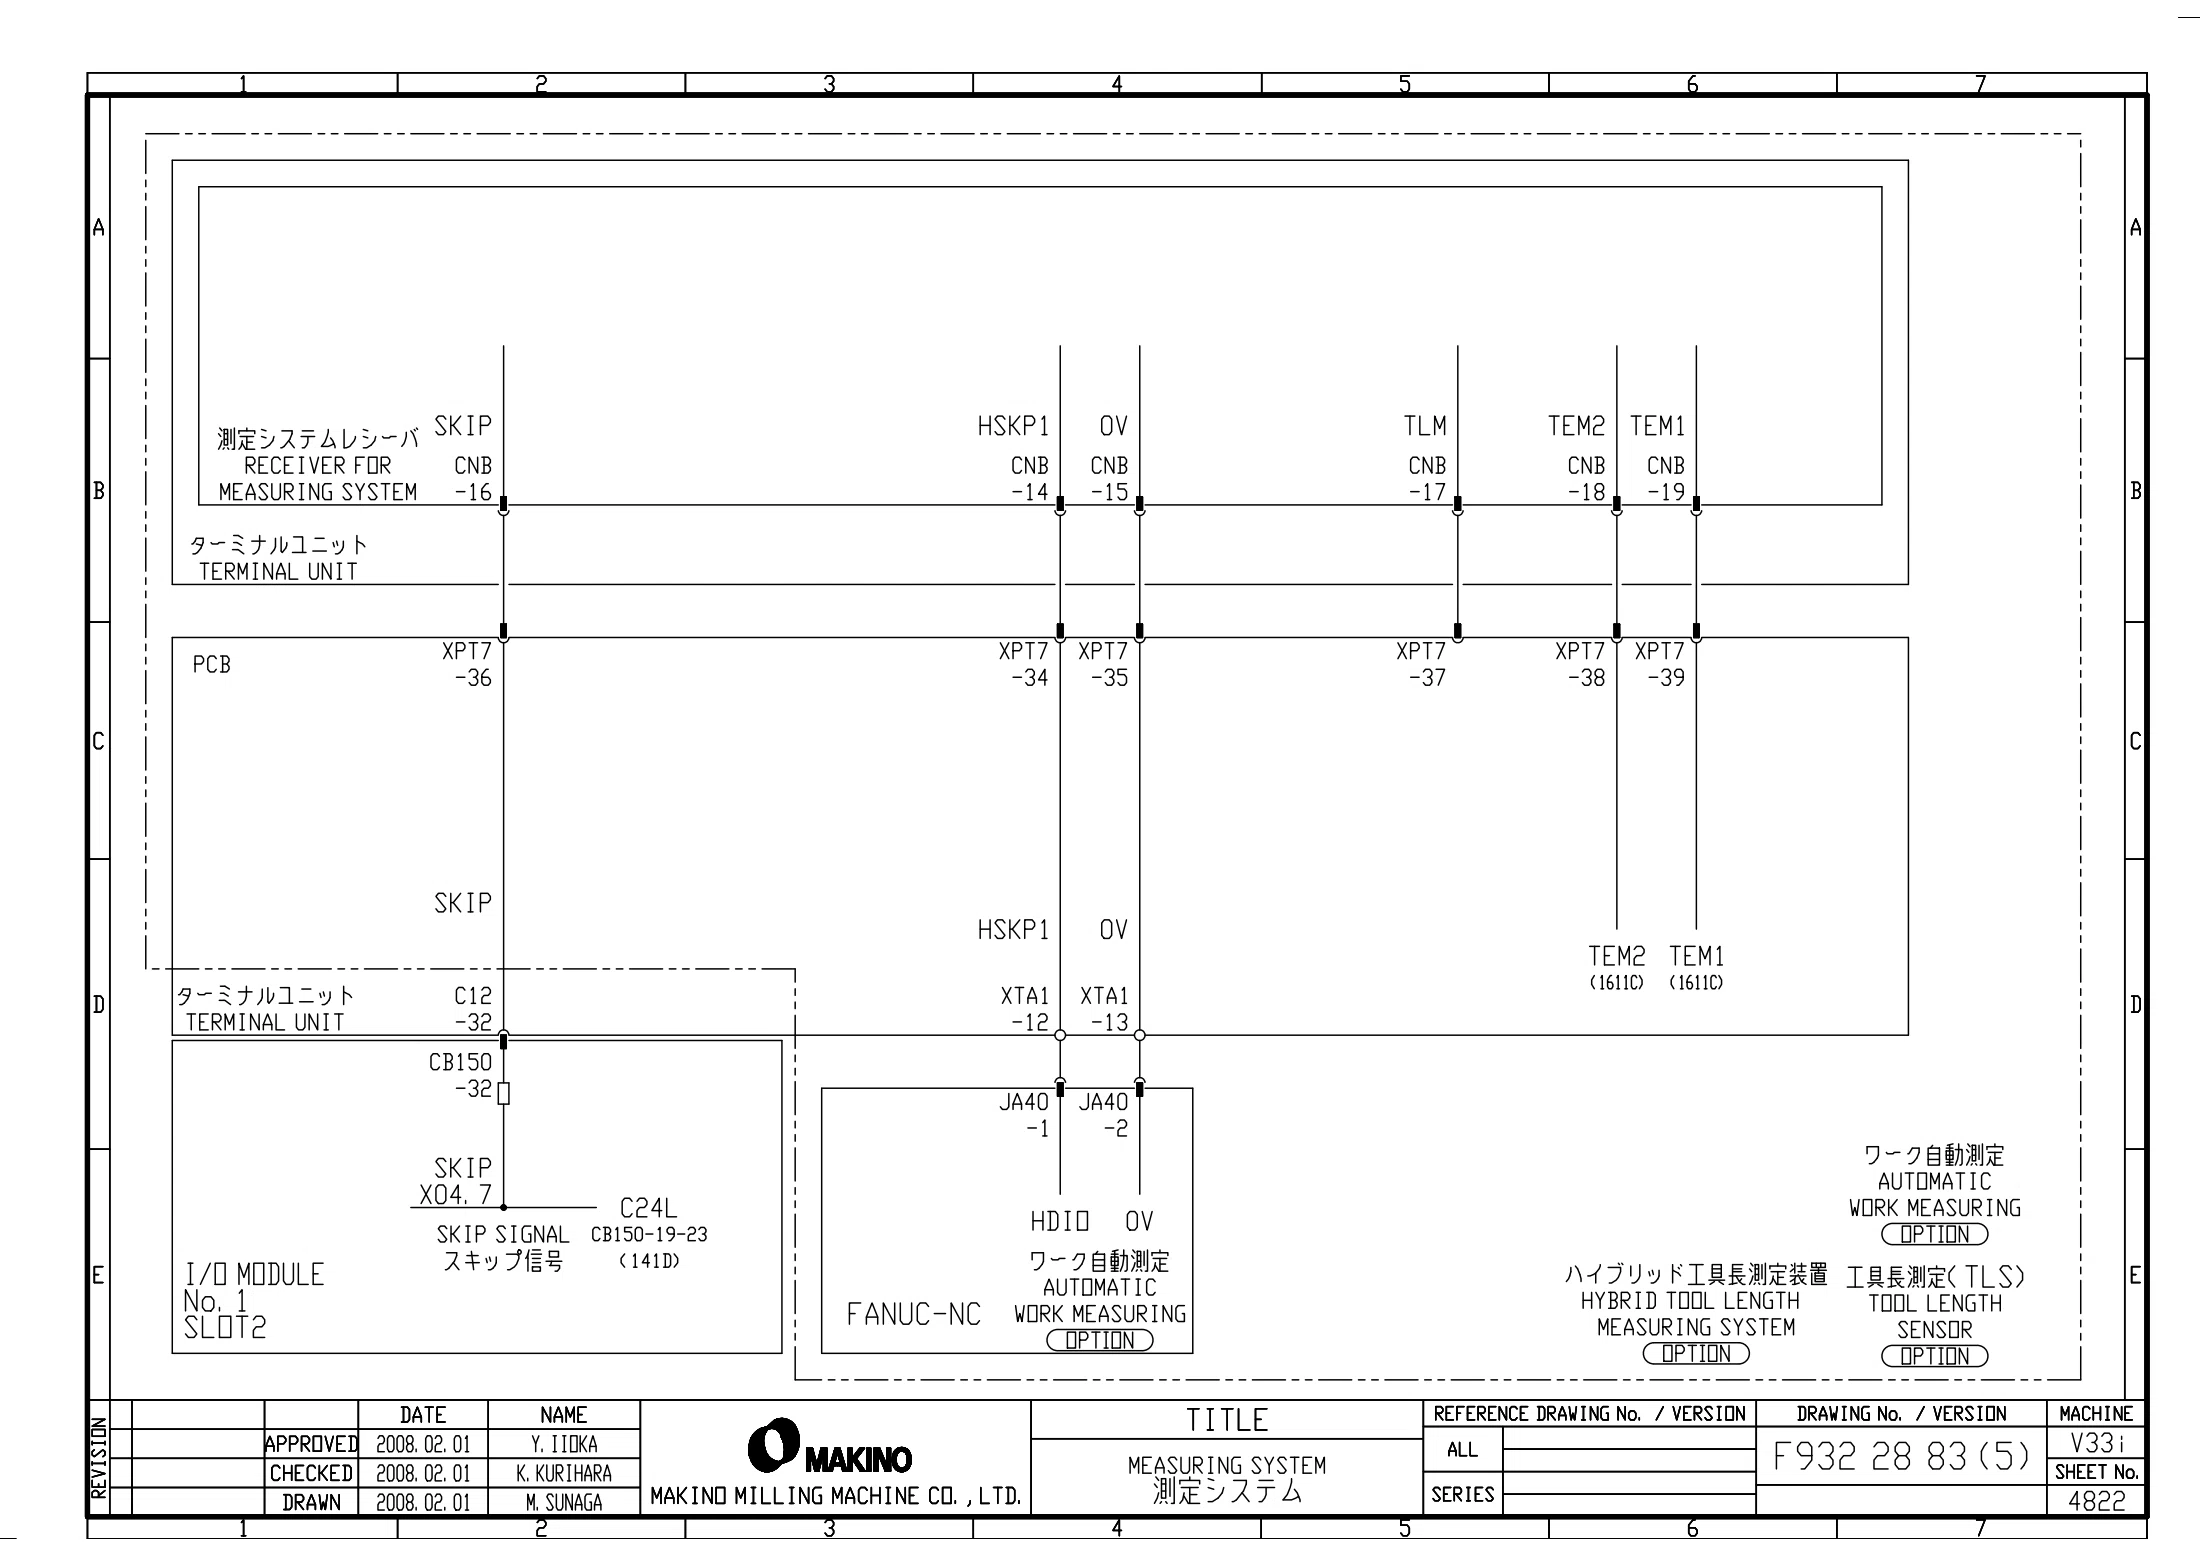 1 2 3 4 5 6 7
A A
B B
C C
D D
E E
SKIP HSKP1 0V TLM TEM2 TEM1
測定システムレシーバ
RECEIVER FOR
MEASURING SYSTEM
CNB CNB CNB CNB CNB CNB
-16 -14 -15 -17 -18 -19
ターミナルユニット
TERMINAL UNIT
PCB
XPT7 XPT7 XPT7 XPT7 XPT7 XPT7
-36 -34 -35 -37 -38 -39
SKIP
HSKP1 0V
TEM2 TEM1
(1611C) (1611C)
ターミナルユニット
TERMINAL UNIT
C12 XTA1 XTA1
-32 -12 -13
CB150
-32
JA40 JA40
-1 -2
SKIP
X04.7
C24L
SKIP SIGNAL CB150-19-23
スキップ信号 (141D)
I/O MODULE
No. 1
SLOT2
HDI0 0V
ワーク自動測定
AUTOMATIC
WORK MEASURING
OPTION
FANUC-NC
ワーク自動測定
AUTOMATIC
WORK MEASURING
OPTION
ハイブリッド工具長測定装置
HYBRID TOOL LENGTH
MEASURING SYSTEM
OPTION
工具長測定(TLS)
TOOL LENGTH
SENSOR
OPTION
REVISION
DATE NAME
APPROVED 2008.02.01 Y. IIOKA
CHECKED 2008.02.01 K. KURIHARA
DRAWN 2008.02.01 M. SUNAGA
MAKINO
MAKINO MILLING MACHINE CO., LTD.
TITLE
MEASURING SYSTEM
測定システム
REFERENCE DRAWING No. / VERSION
ALL
SERIES
DRAWING No. / VERSION
F932 28 83(5)
MACHINE
V33i
SHEET No.
4822
1 2 3 4 5 6 7